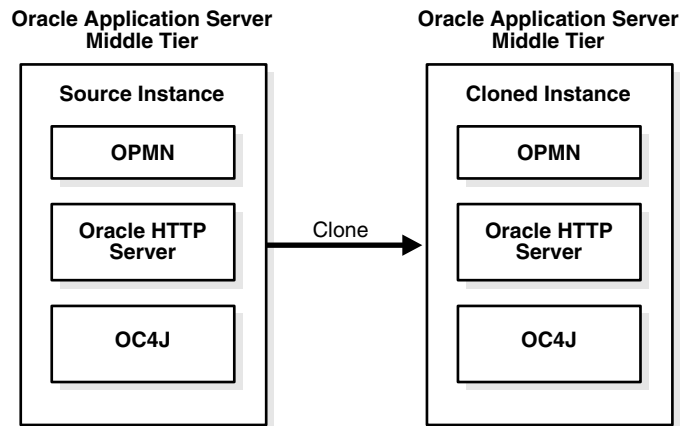 Oracle Application Server
Middle Tier
Source Instance
OPMN
Oracle HTTP
Server
OC4J
Clone
Oracle Application Server
Middle Tier
Cloned Instance
OPMN
Oracle HTTP
Server
OC4J